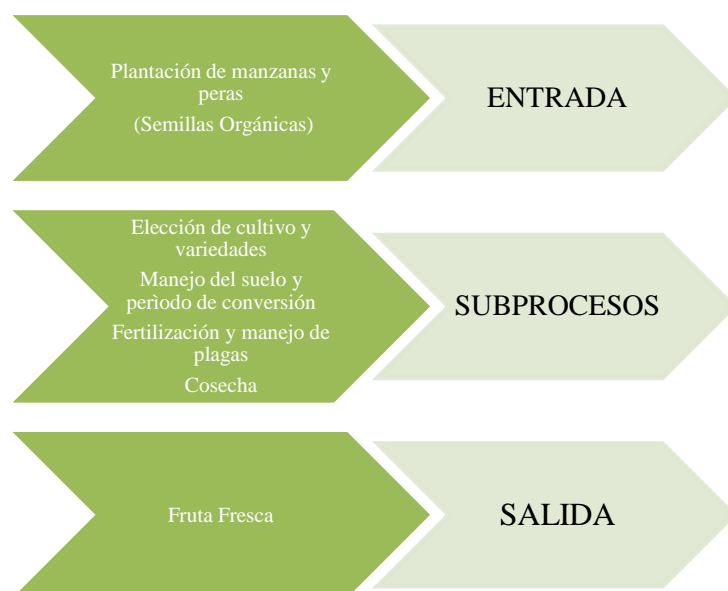 Plantación de manzanas y
peras
(Semillas Orgánicas)
ENTRADA
Elección de cultivo y
variedades
Manejo del suelo y
perìodo de conversión
Fertilización y manejo de
plagas
Cosecha
SUBPROCESOS
Fruta Fresca
SALIDA